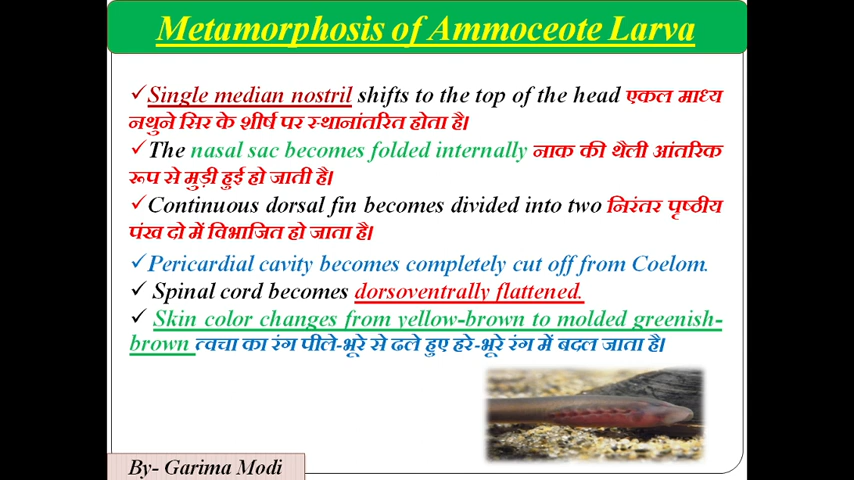 Metamorphosis of Ammoceote Larva
✓Single median nostril shifts to the top of the head एकल माध्य
नथुने सिर के शीर्ष पर स्थानांतरित होता है।
✓The nasal sac becomes folded internally नाक की थैली आंतरिक
रूप से मुड़ी हुई हो जाती है।
✓Continuous dorsal fin becomes divided into two निरंतर पृष्ठीय
पंख दो में विभाजित हो जाता है।
✓Pericardial cavity becomes completely cut off from Coelom.
✓ Spinal cord becomes dorsoventrally flattened.
✓ Skin color changes from yellow-brown to molded greenish-
brown त्वचा का रंग पीले-भूरे से ढले हुए हरे-भूरे रंग में बदल जाता है।
By- Garima Modi